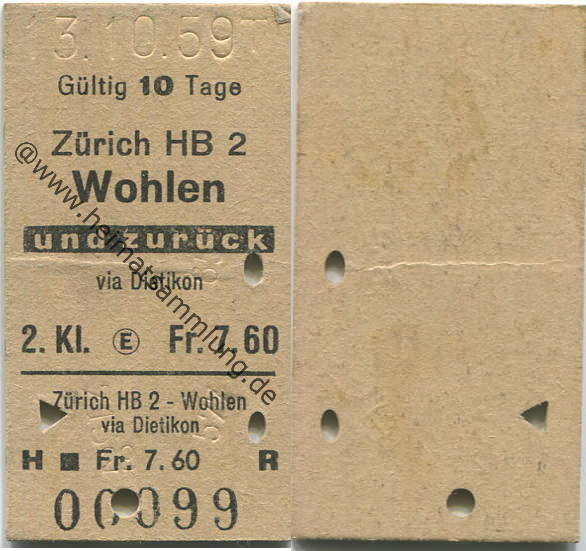 13.10.59 T
Gültig 10 Tage
Zürich HB 2
Wohlen
und zurück
via Dietikon
2. Kl. E Fr. 7.60
Zürich HB 2 - Wohlen
via Dietikon
H Fr. 7.60 R
00099
@www.heimatsammlung.de